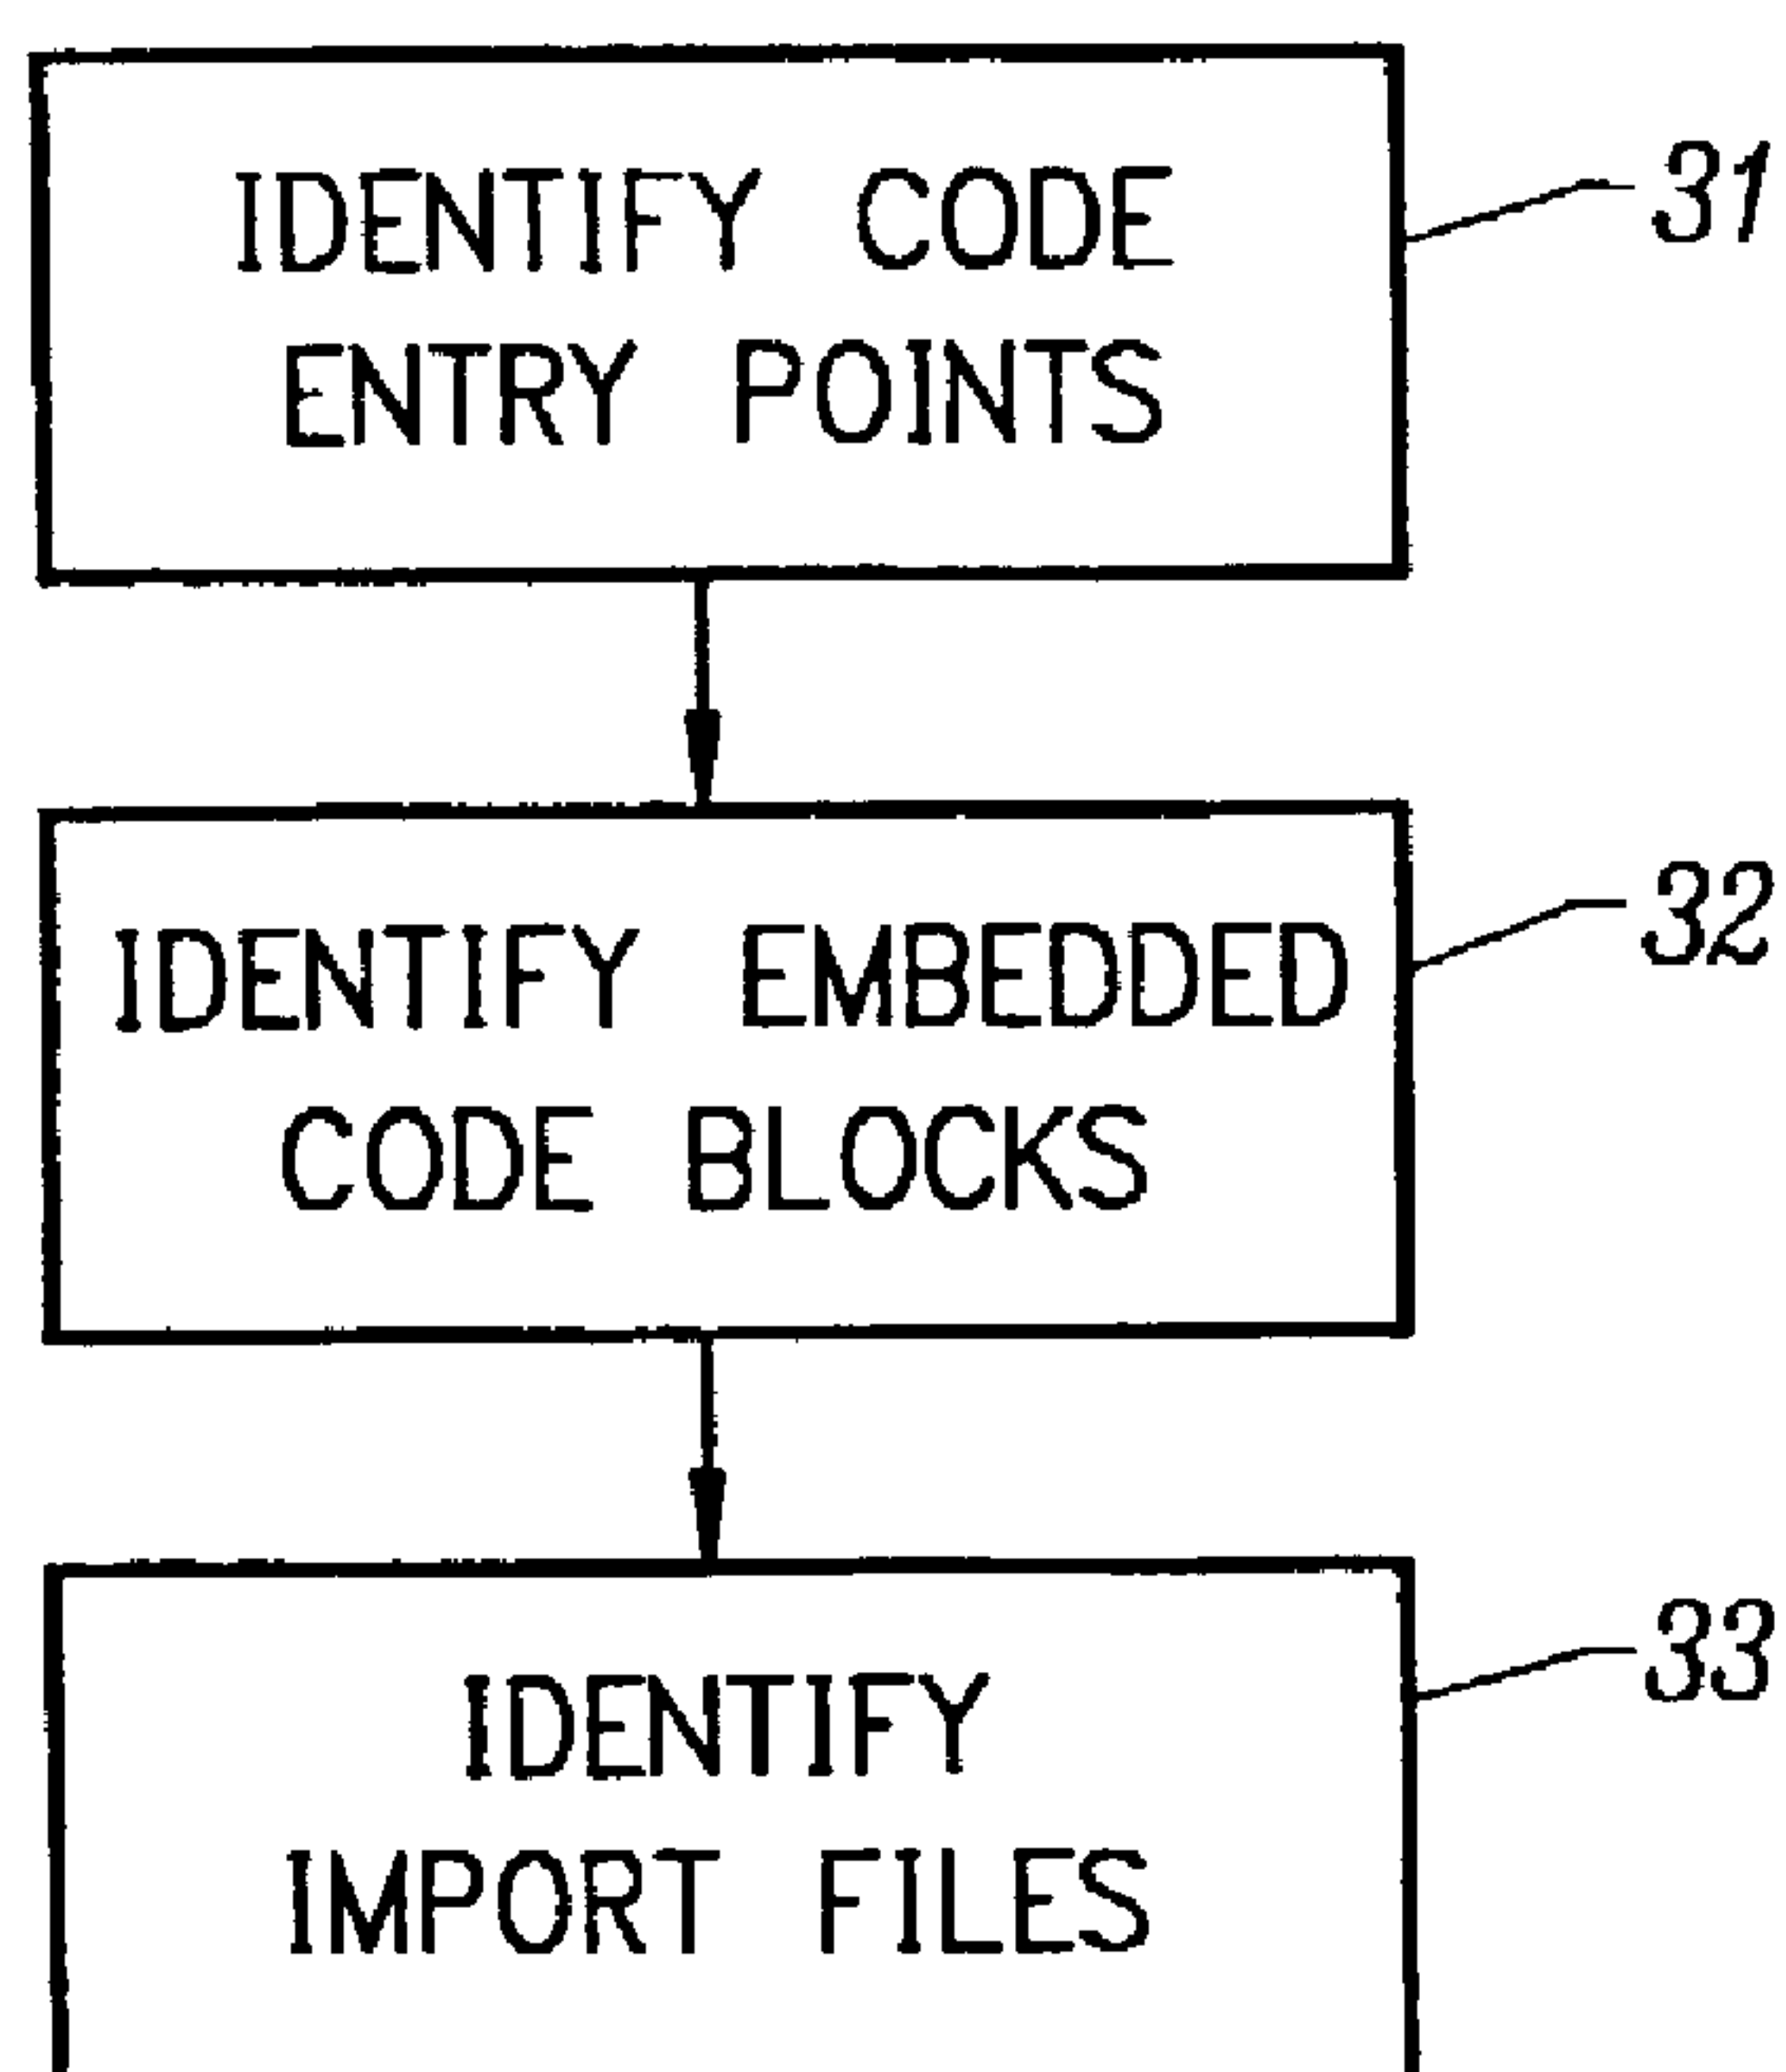 IDENTIFY CODE
ENTRY POINTS
31
IDENTIFY EMBEDDED
CODE BLOCKS
32
IDENTIFY
IMPORT FILES
33